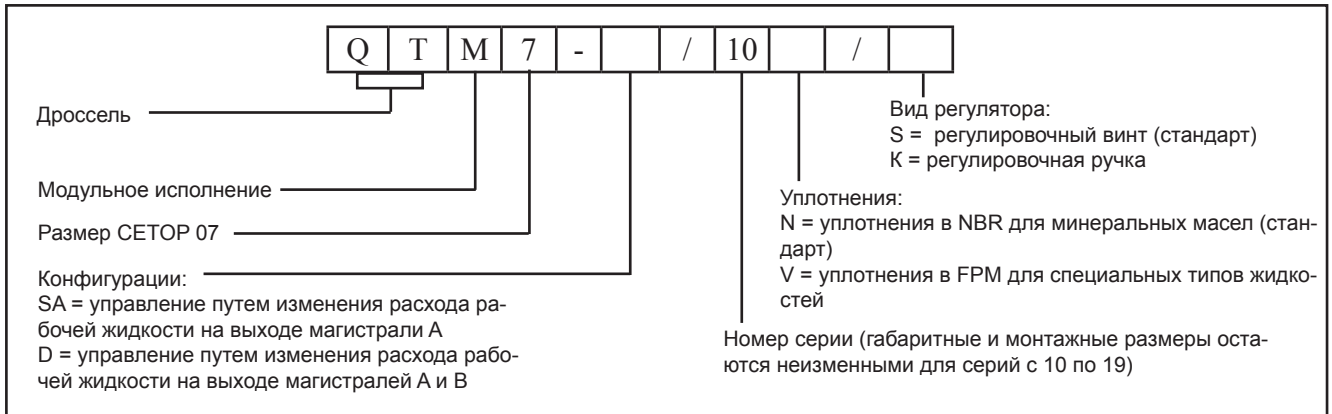 Q T M 7 - / 10 /
Дроссель
Модульное исполнение
Размер CETOP 07
Конфигурации:
SA = управление путем изменения расхода ра-
бочей жидкости на выходе магистрали A
D = управление путем изменения расхода рабо-
чей жидкости на выходе магистралей A и B
Вид регулятора:
S = регулировочный винт (стандарт)
К = регулировочная ручка
Уплотнения:
N = уплотнения в NBR для минеральных масел (стан-
дарт)
V = уплотнения в FPM для специальных типов жидко-
стей
Номер серии (габаритные и монтажные размеры оста-
ются неизменными для серий с 10 по 19)